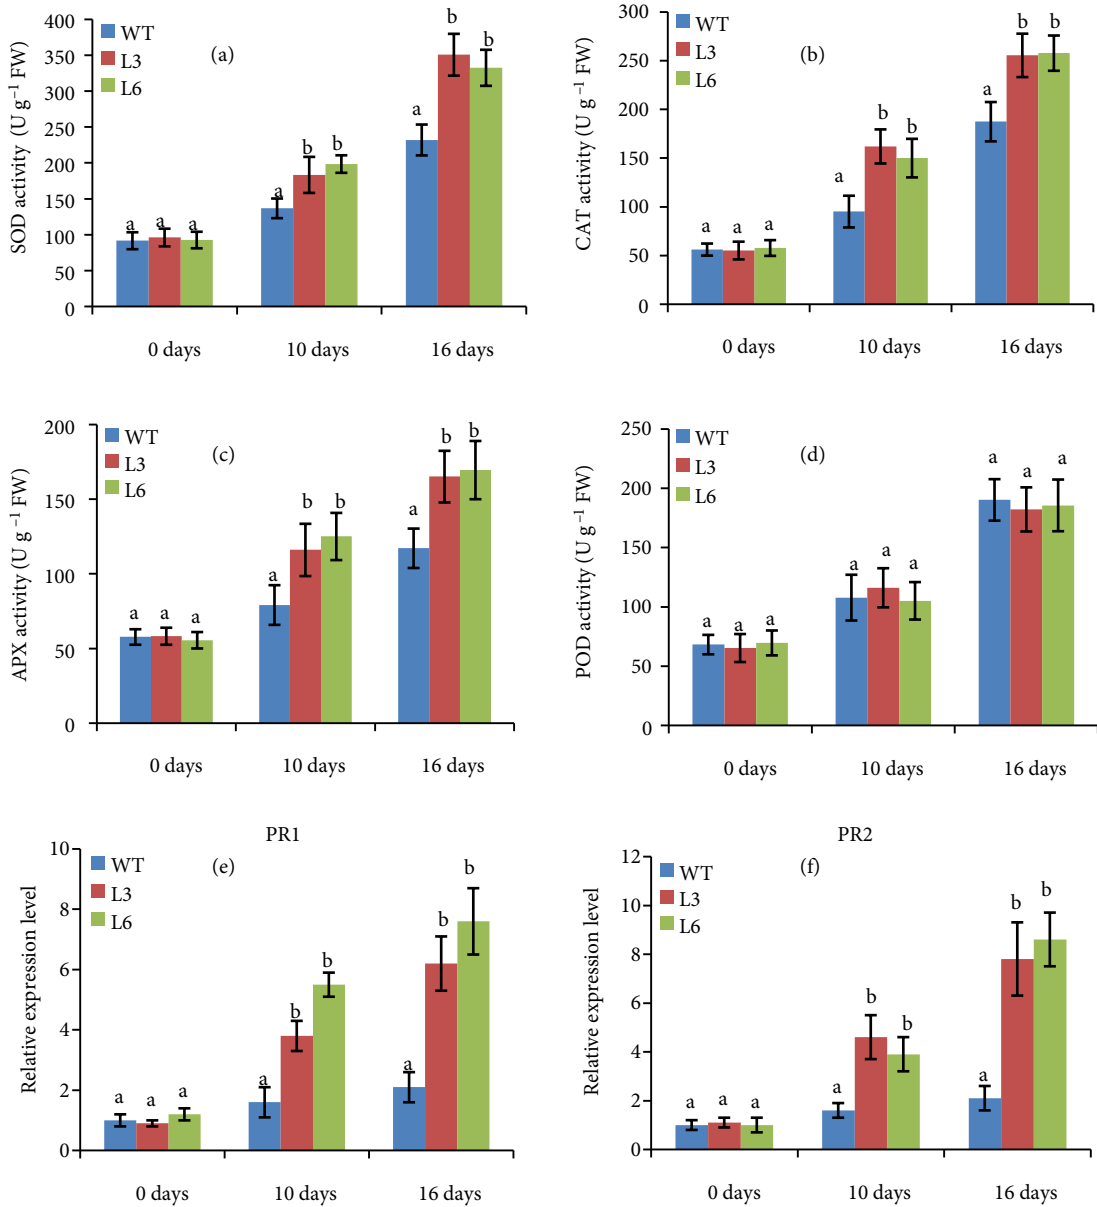 SOD activity (U g⁻¹ FW)
400
350
300
250
200
150
100
50
0
WT
L3
L6
(a)
a a a
a b b
a b b
0 days 10 days 16 days
CAT activity (U g⁻¹ FW)
300
250
200
150
100
50
0
WT
L3
L6
(b)
a a a
a b b
a b b
0 days 10 days 16 days
APX activity (U g⁻¹ FW)
200
150
100
50
0
WT
L3
L6
(c)
a a a
a b b
a b b
0 days 10 days 16 days
POD activity (U g⁻¹ FW)
250
200
150
100
50
0
WT
L3
L6
(d)
a a a
a a a
a a a
0 days 10 days 16 days
PR1
Relative expression level
10
8
6
4
2
0
WT
L3
L6
(e)
a a a
a b b
a b b
0 days 10 days 16 days
PR2
Relative expression level
12
10
8
6
4
2
0
WT
L3
L6
(f)
a a a
a b b
a b b
0 days 10 days 16 days